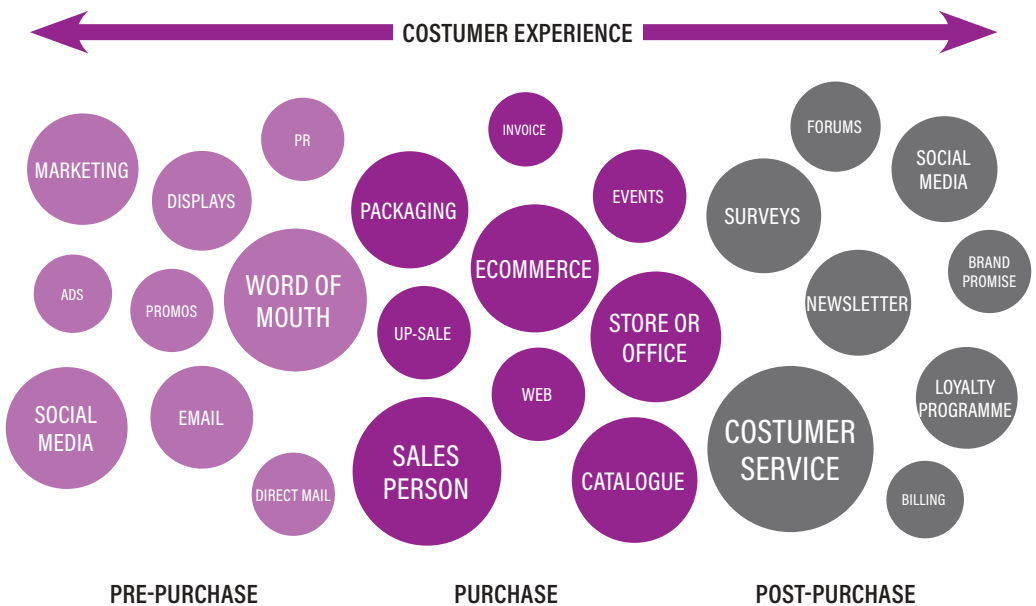 COSTUMER EXPERIENCE
MARKETING
DISPLAYS
PR
ADS
PROMOS
WORD OF
MOUTH
SOCIAL
MEDIA
EMAIL
DIRECT MAIL
PRE-PURCHASE
INVOICE
PACKAGING
EVENTS
ECOMMERCE
UP-SALE
STORE OR
OFFICE
WEB
SALES
PERSON
CATALOGUE
PURCHASE
FORUMS
SOCIAL
MEDIA
SURVEYS
BRAND
PROMISE
NEWSLETTER
LOYALTY
PROGRAMME
COSTUMER
SERVICE
BILLING
POST-PURCHASE